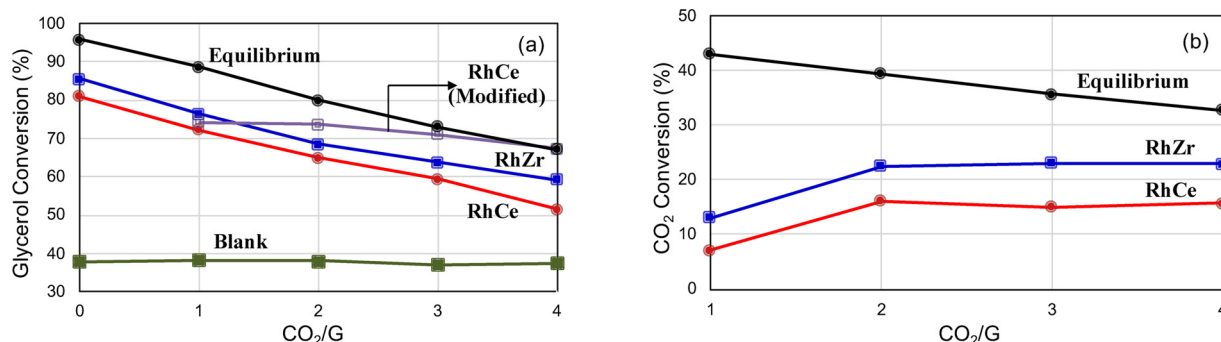 (a)
Glycerol Conversion (%)
100
90
80
70
60
50
40
30
0
1
2
3
4
CO₂/G
Equilibrium
RhCe
(Modified)
RhZr
RhCe
Blank
(b)
CO₂ Conversion (%)
50
40
30
20
10
0
1
2
3
4
CO₂/G
Equilibrium
RhZr
RhCe